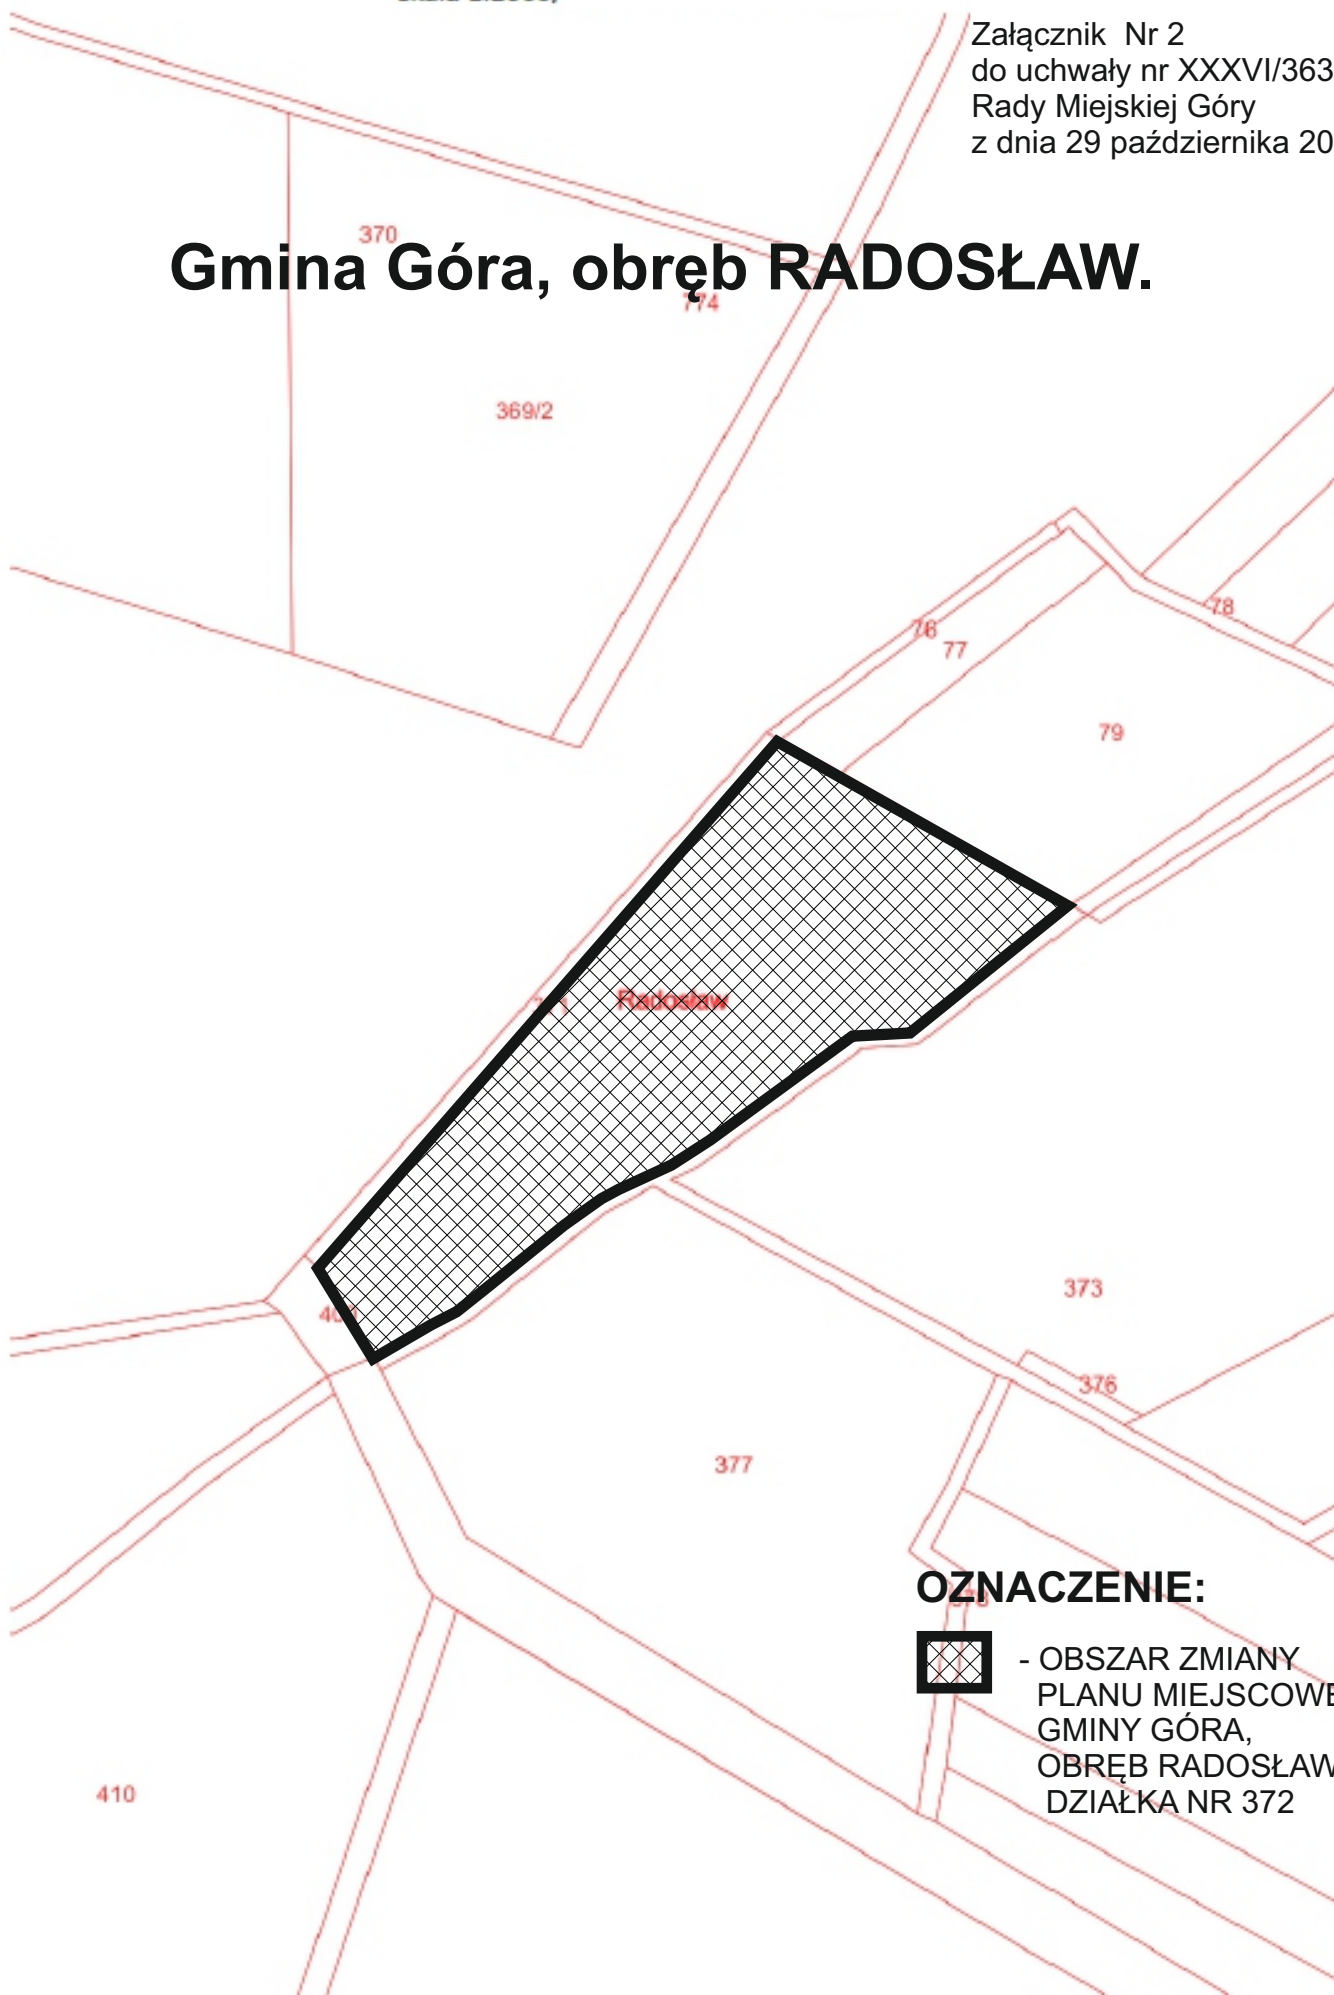 Załącznik Nr 2
do uchwały nr XXXVI/363
Rady Miejskiej Góry
z dnia 29 października 20
370
Gmina Góra, obręb RADOSŁAW.
774
369/2
78
76
77
79
Radosław
373
376
377
OZNACZENIE:
- OBSZAR ZMIANY
PLANU MIEJSCOWE
GMINY GÓRA,
OBRĘB RADOSŁAW
DZIAŁKA NR 372
410